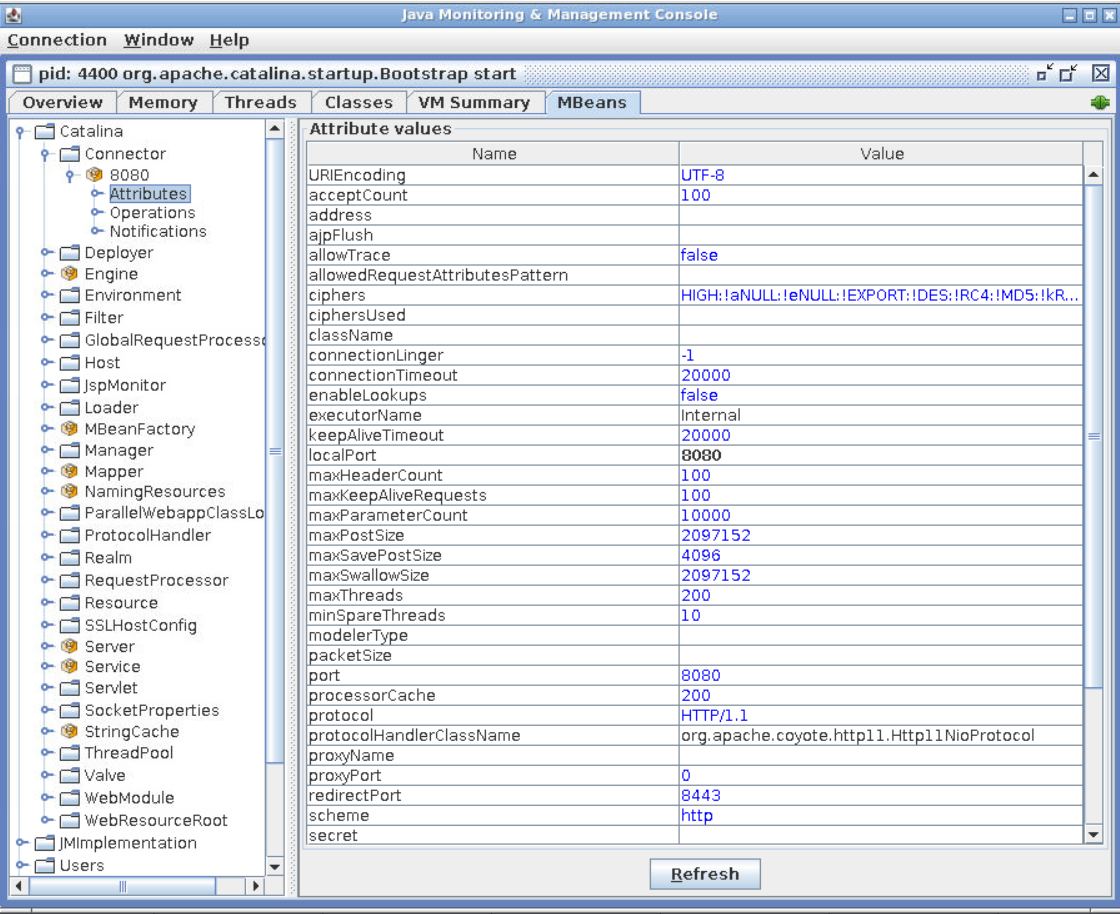 Java Monitoring & Management Console
Connection Window Help
pid: 4400 org.apache.catalina.startup.Bootstrap start
Overview Memory Threads Classes VM Summary MBeans
Catalina
Connector
8080
Attributes
Operations
Notifications
Deployer
Engine
Environment
Filter
GlobalRequestProcesso
Host
JspMonitor
Loader
MBeanFactory
Manager
Mapper
NamingResources
ParallelWebappClassLo
ProtocolHandler
Realm
RequestProcessor
Resource
SSLHostConfig
Server
Service
Servlet
SocketProperties
StringCache
ThreadPool
Valve
WebModule
WebResourceRoot
JMImplementation
Users
Attribute values
Name Value
URIEncoding UTF-8
acceptCount 100
address
ajpFlush
allowTrace false
allowedRequestAttributesPattern
ciphers HIGH:!aNULL:!eNULL:!EXPORT:!DES:!RC4:!MD5:!kR...
ciphersUsed
className
connectionLinger -1
connectionTimeout 20000
enableLookups false
executorName Internal
keepAliveTimeout 20000
localPort 8080
maxHeaderCount 100
maxKeepAliveRequests 100
maxParameterCount 10000
maxPostSize 2097152
maxSavePostSize 4096
maxSwallowSize 2097152
maxThreads 200
minSpareThreads 10
modelerType
packetSize
port 8080
processorCache 200
protocol HTTP/1.1
protocolHandlerClassName org.apache.coyote.http11.Http11NioProtocol
proxyName
proxyPort 0
redirectPort 8443
scheme http
secret
Refresh